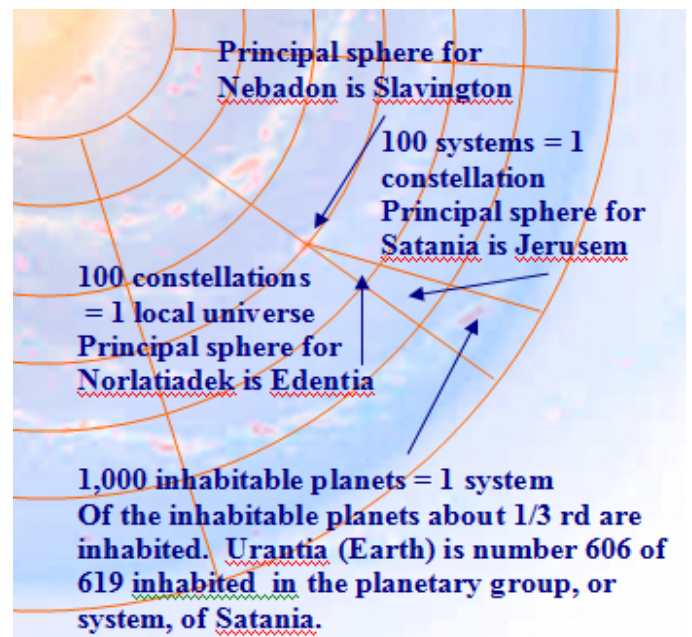 Principal sphere for
Nebadon is Slavington
100 systems = 1
constellation
Principal sphere for
Satania is Jerusem
100 constellations
= 1 local universe
Principal sphere for
Norlatiadek is Edentia
1,000 inhabitable planets = 1 system
Of the inhabitable planets about 1/3 rd are
inhabited. Urantia (Earth) is number 606 of
619 inhabited in the planetary group, or
system, of Satania.